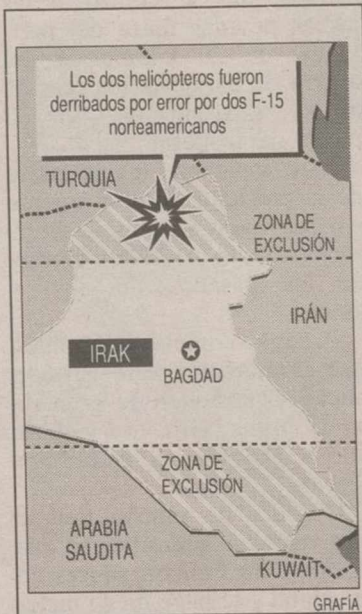 Los dos helicópteros fueron
derribados por error por dos F-15
norteamericanos
TURQUIA
ZONA DE
EXCLUSIÓN
IRÁN
IRAK
BAGDAD
ZONA DE
EXCLUSIÓN
ARABIA
SAUDITA
KUWAIT
GRAFÍA